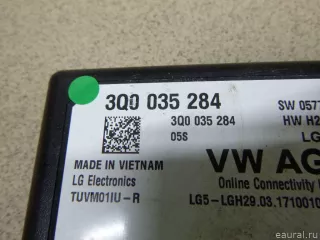 3Q0 035 284
SW 0577
3Q0 035 284
HW H2
05S
LG
MADE IN VIETNAM
VW AG
LG Electronics
Online Connectivity
TUVM01IU-R
LG5-LGH29.03.1710010
eaural.ru